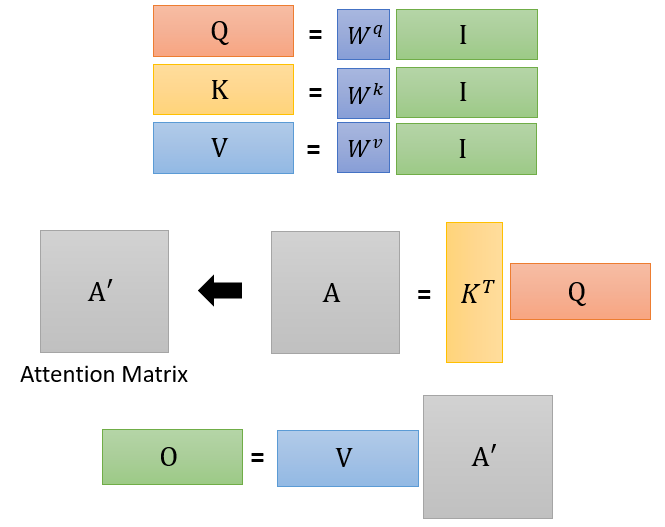 Q = W^q I
K = W^k I
V = W^v I
A′ A = K^T Q
Attention Matrix
O = V A′